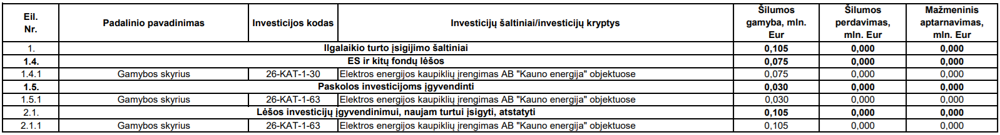 Eil. Nr. | Padalinio pavadinimas | Investicijos kodas | Investicijų šaltiniai/investicijų kryptys | Šilumos gamyba, mln. Eur | Šilumos perdavimas, mln. Eur | Mažmeninis aptarnavimas, mln. Eur
1. | Ilgalaikio turto įsigijimo šaltiniai | 0,105 | 0,000 | 0,000
1.4. | ES ir kitų fondų lėšos | 0,075 | 0,000 | 0,000
1.4.1 | Gamybos skyrius | 26-KAT-1-30 | Elektros energijos kaupiklių įrengimas AB "Kauno energija" objektuose | 0,075 | 0,000 | 0,000
1.5. | Paskolos investicijoms įgyvendinti | 0,030 | 0,000 | 0,000
1.5.1 | Gamybos skyrius | 26-KAT-1-63 | Elektros energijos kaupiklių įrengimas AB "Kauno energija" objektuose | 0,030 | 0,000 | 0,000
2.1. | Lėšos investicijų įgyvendinimui, naujam turtui įsigyti, atstatyti | 0,105 | 0,000 | 0,000
2.1.1 | Gamybos skyrius | 26-KAT-1-63 | Elektros energijos kaupiklių įrengimas AB "Kauno energija" objektuose | 0,105 | 0,000 | 0,000